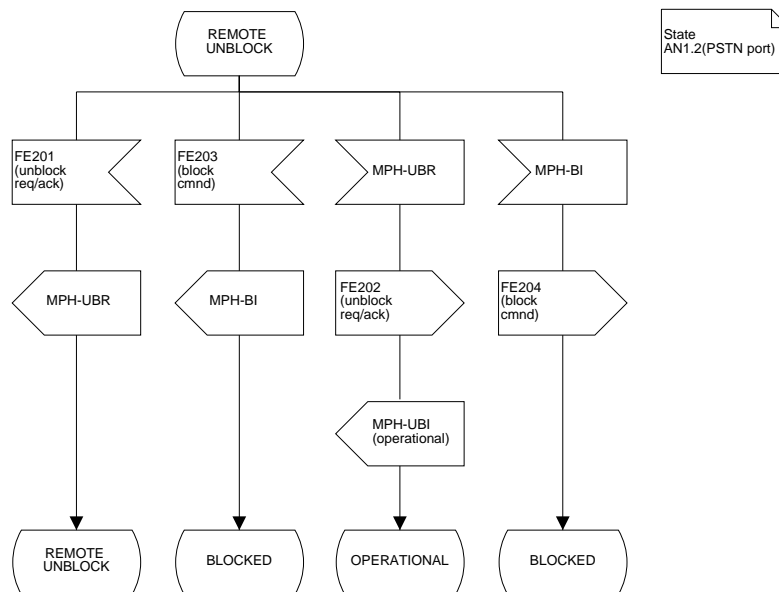 REMOTE
UNBLOCK
State
AN1.2(PSTN port)
FE201
(unblock
req/ack)
FE203
(block
cmnd)
MPH-UBR
MPH-BI
MPH-UBR
MPH-BI
FE202
(unblock
req/ack)
FE204
(block
cmnd)
MPH-UBI
(operational)
REMOTE
UNBLOCK
BLOCKED
OPERATIONAL
BLOCKED